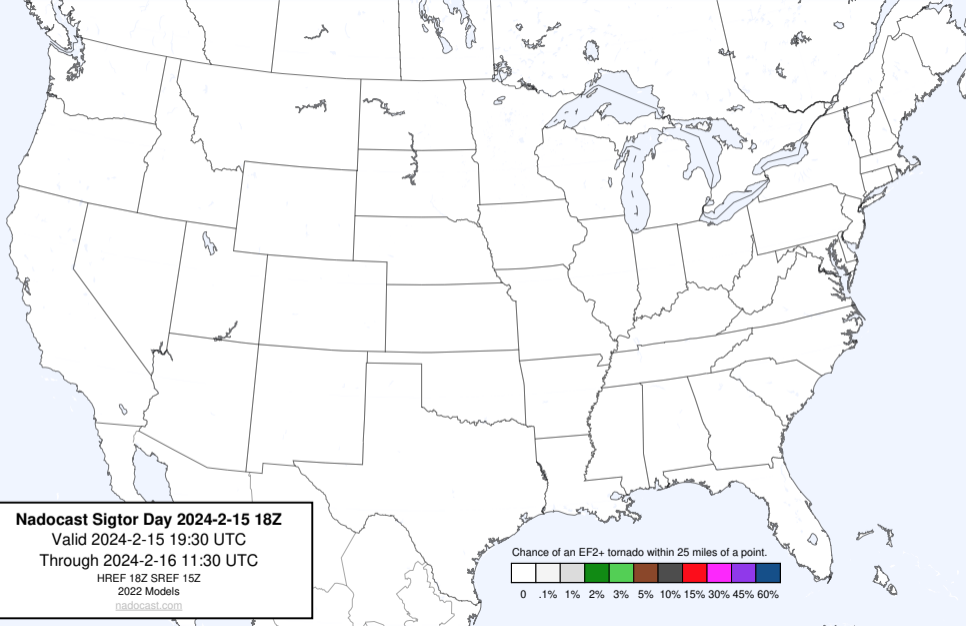 Nadocast Sigtor Day 2024-2-15 18Z
Valid 2024-2-15 19:30 UTC
Through 2024-2-16 11:30 UTC
HREF 18Z SREF 15Z
2022 Models
nadocast.com
Chance of an EF2+ tornado within 25 miles of a point.
0 .1% 1% 2% 3% 5% 10% 15% 30% 45% 60%